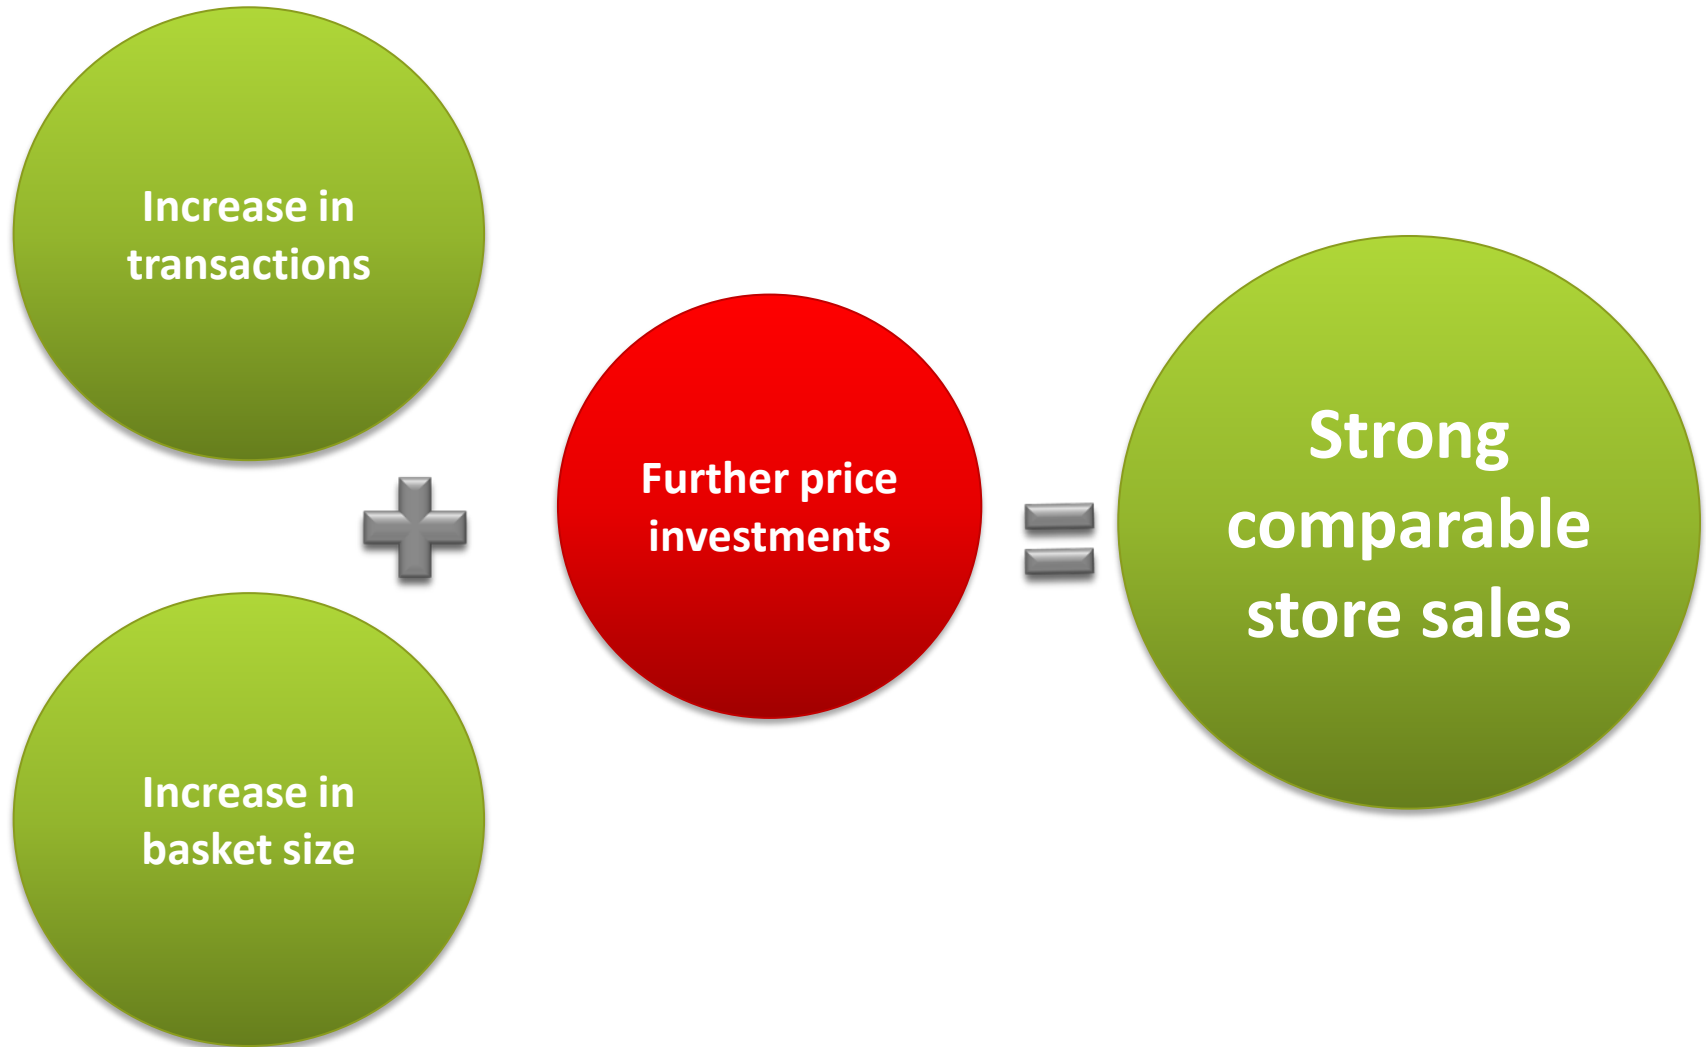 Increase in
transactions
Increase in
basket size
Further price
investments
Strong
comparable
store sales